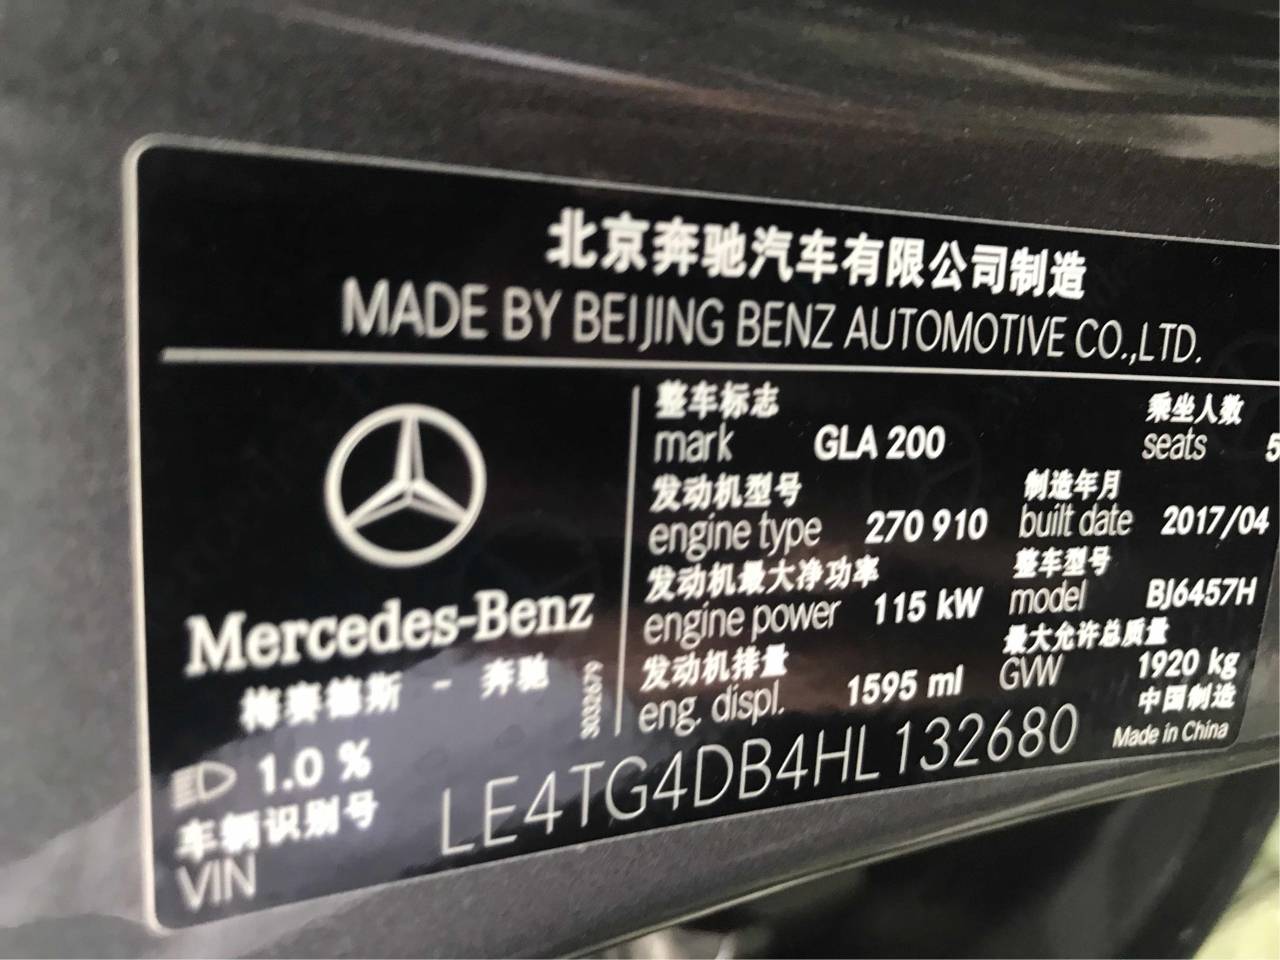 北京奔驰汽车有限公司制造
MADE BY BEIJING BENZ AUTOMOTIVE CO.,LTD.
整车标志 乘坐人数
mark GLA 200 seats 5
发动机型号 制造年月
engine type 270 910 built date 2017/04
发动机最大净功率 整车型号
engine power 115 kW model BJ6457H
发动机排量 最大允许总质量
eng. displ. 1595 ml GVW 1920 kg
中国制造
Made in China
Mercedes-Benz
梅赛德斯 - 奔驰
3032679
1.0 %
车辆识别号
VIN LE4TG4DB4HL132680